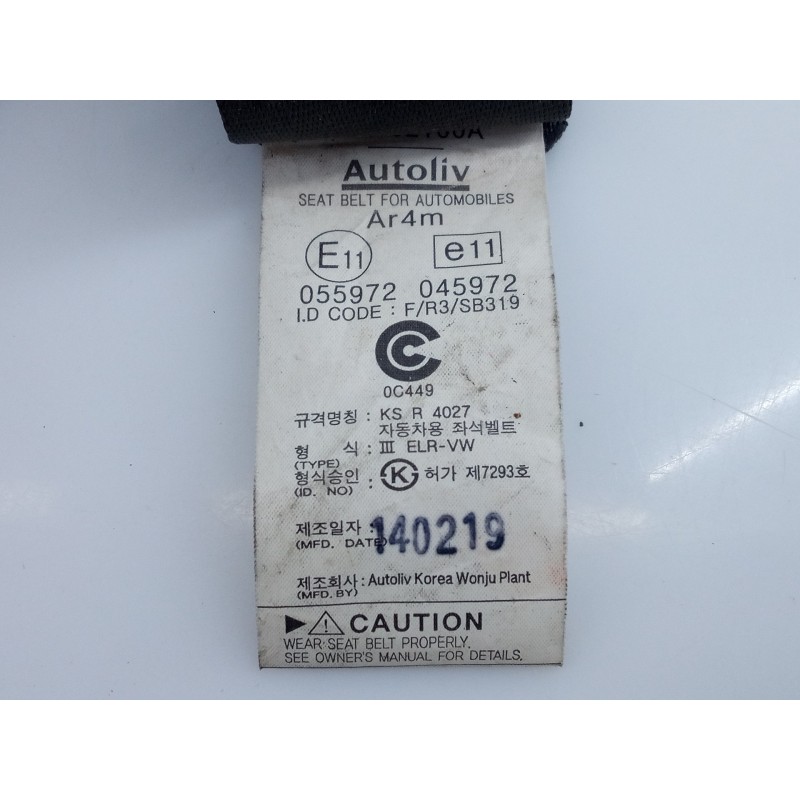 Autoliv
SEAT BELT FOR AUTOMOBILES
Ar4m
E11 e11
055972 045972
I.D CODE : F/R3/SB319
0C449
규격명칭 : KS R 4027
자동차용 좌석벨트
형 식 : III ELR-VW
(TYPE)
형식승인 : K 허가 제7293호
(ID. NO)
제조일자 : 140219
(MFD. DATE)
제조회사 : Autoliv Korea Wonju Plant
(MFD. BY)
CAUTION
WEAR SEAT BELT PROPERLY.
SEE OWNER'S MANUAL FOR DETAILS.